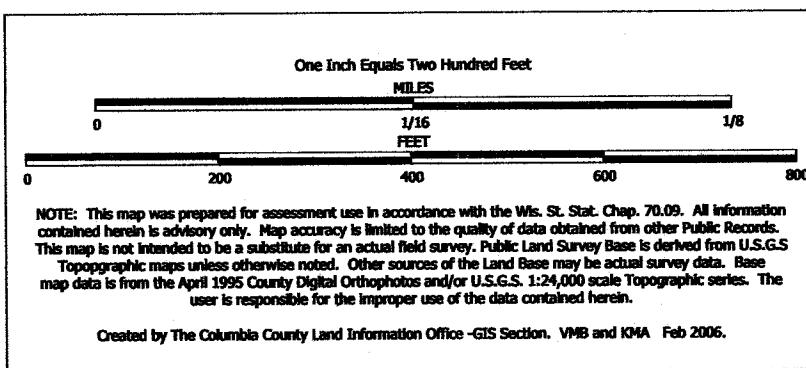 One Inch Equals Two Hundred Feet
MILES
0 1/16 1/8
FEET
0 200 400 600 800
NOTE: This map was prepared for assessment use in accordance with the Wis. St. Stat. Chap. 70.09. All information
contained herein is advisory only. Map accuracy is limited to the quality of data obtained from other Public Records.
This map is not intended to be a substitute for an actual field survey. Public Land Survey Base is derived from U.S.G.S
Topopgraphic maps unless otherwise noted. Other sources of the Land Base may be actual survey data. Base
map data is from the April 1995 County Digital Orthophotos and/or U.S.G.S. 1:24,000 scale Topographic series. The
user is responsible for the improper use of the data contained herein.
Created by The Columbia County Land Information Office -GIS Section. VMB and KMA Feb 2006.